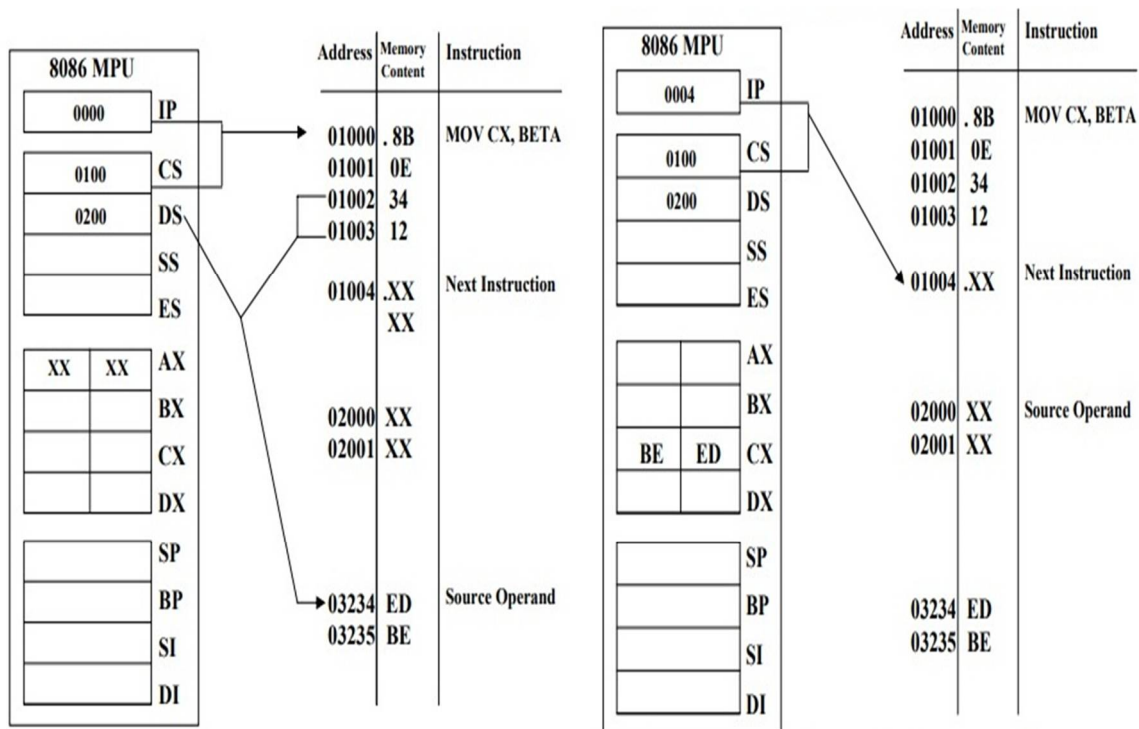 8086 MPU
0000 IP
0100 CS
0200 DS
SS
ES
XX XX AX
BX
CX
DX
SP
BP
SI
DI
Address Memory Content Instruction
01000 . 8B MOV CX, BETA
01001 0E
01002 34
01003 12
01004 .XX Next Instruction
XX
02000 XX
02001 XX
03234 ED Source Operand
03235 BE
8086 MPU
0004 IP
0100 CS
0200 DS
SS
ES
AX
BX
BE ED CX
DX
SP
BP
SI
DI
Address Memory Content Instruction
01000 . 8B MOV CX, BETA
01001 0E
01002 34
01003 12
01004 .XX Next Instruction
02000 XX Source Operand
02001 XX
03234 ED
03235 BE